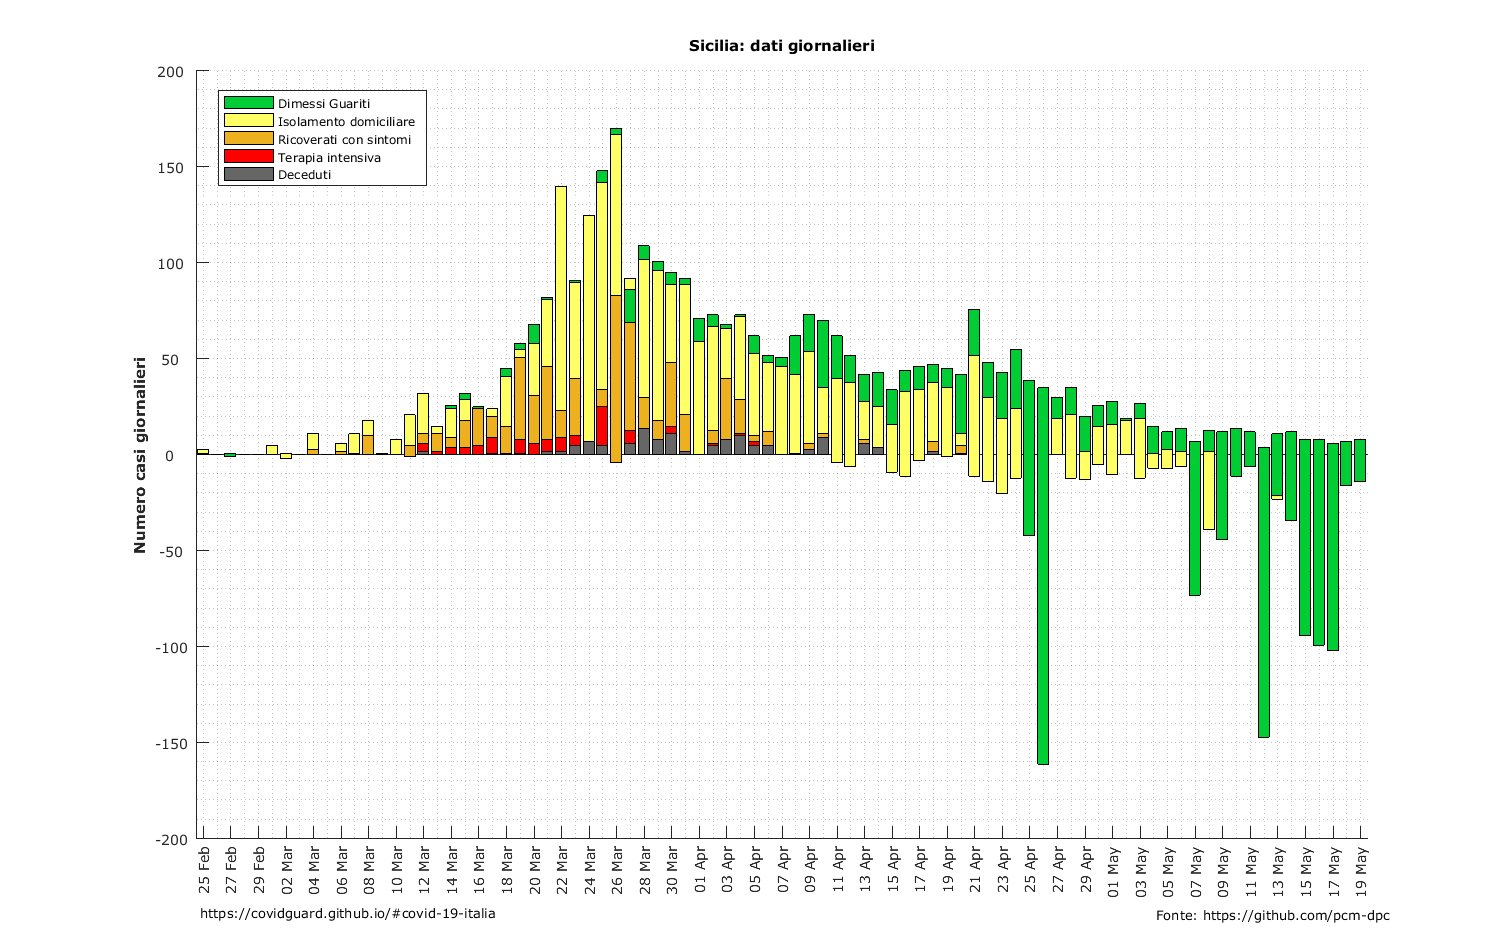 Sicilia: dati giornalieri
200
150
100
50
0
-50
-100
-150
-200
Numero casi giornalieri
Dimessi Guariti
Isolamento domiciliare
Ricoverati con sintomi
Terapia intensiva
Deceduti
25 Feb
27 Feb
29 Feb
02 Mar
04 Mar
06 Mar
08 Mar
10 Mar
12 Mar
14 Mar
16 Mar
18 Mar
20 Mar
22 Mar
24 Mar
26 Mar
28 Mar
30 Mar
01 Apr
03 Apr
05 Apr
07 Apr
09 Apr
11 Apr
13 Apr
15 Apr
17 Apr
19 Apr
21 Apr
23 Apr
25 Apr
27 Apr
29 Apr
01 May
03 May
05 May
07 May
09 May
11 May
13 May
15 May
17 May
19 May
https://covidguard.github.io/#covid-19-italia
Fonte: https://github.com/pcm-dpc